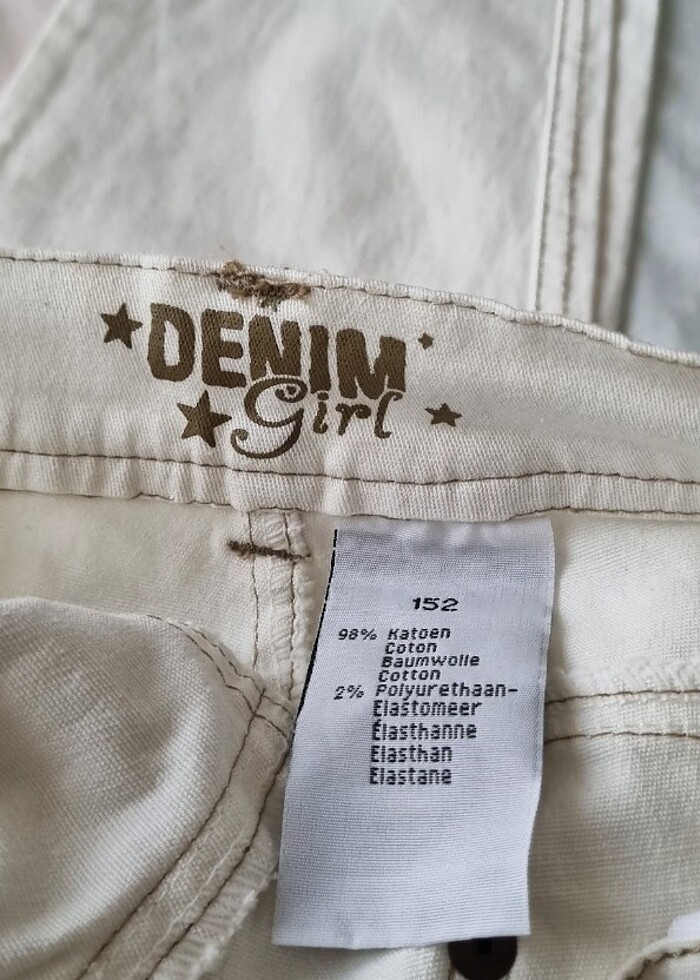 DENIM
Girl
152
98% Katoen
Coton
Baumwolle
Cotton
2% Polyurethaan-
Elastomeer
Élasthanne
Elasthan
Elastane